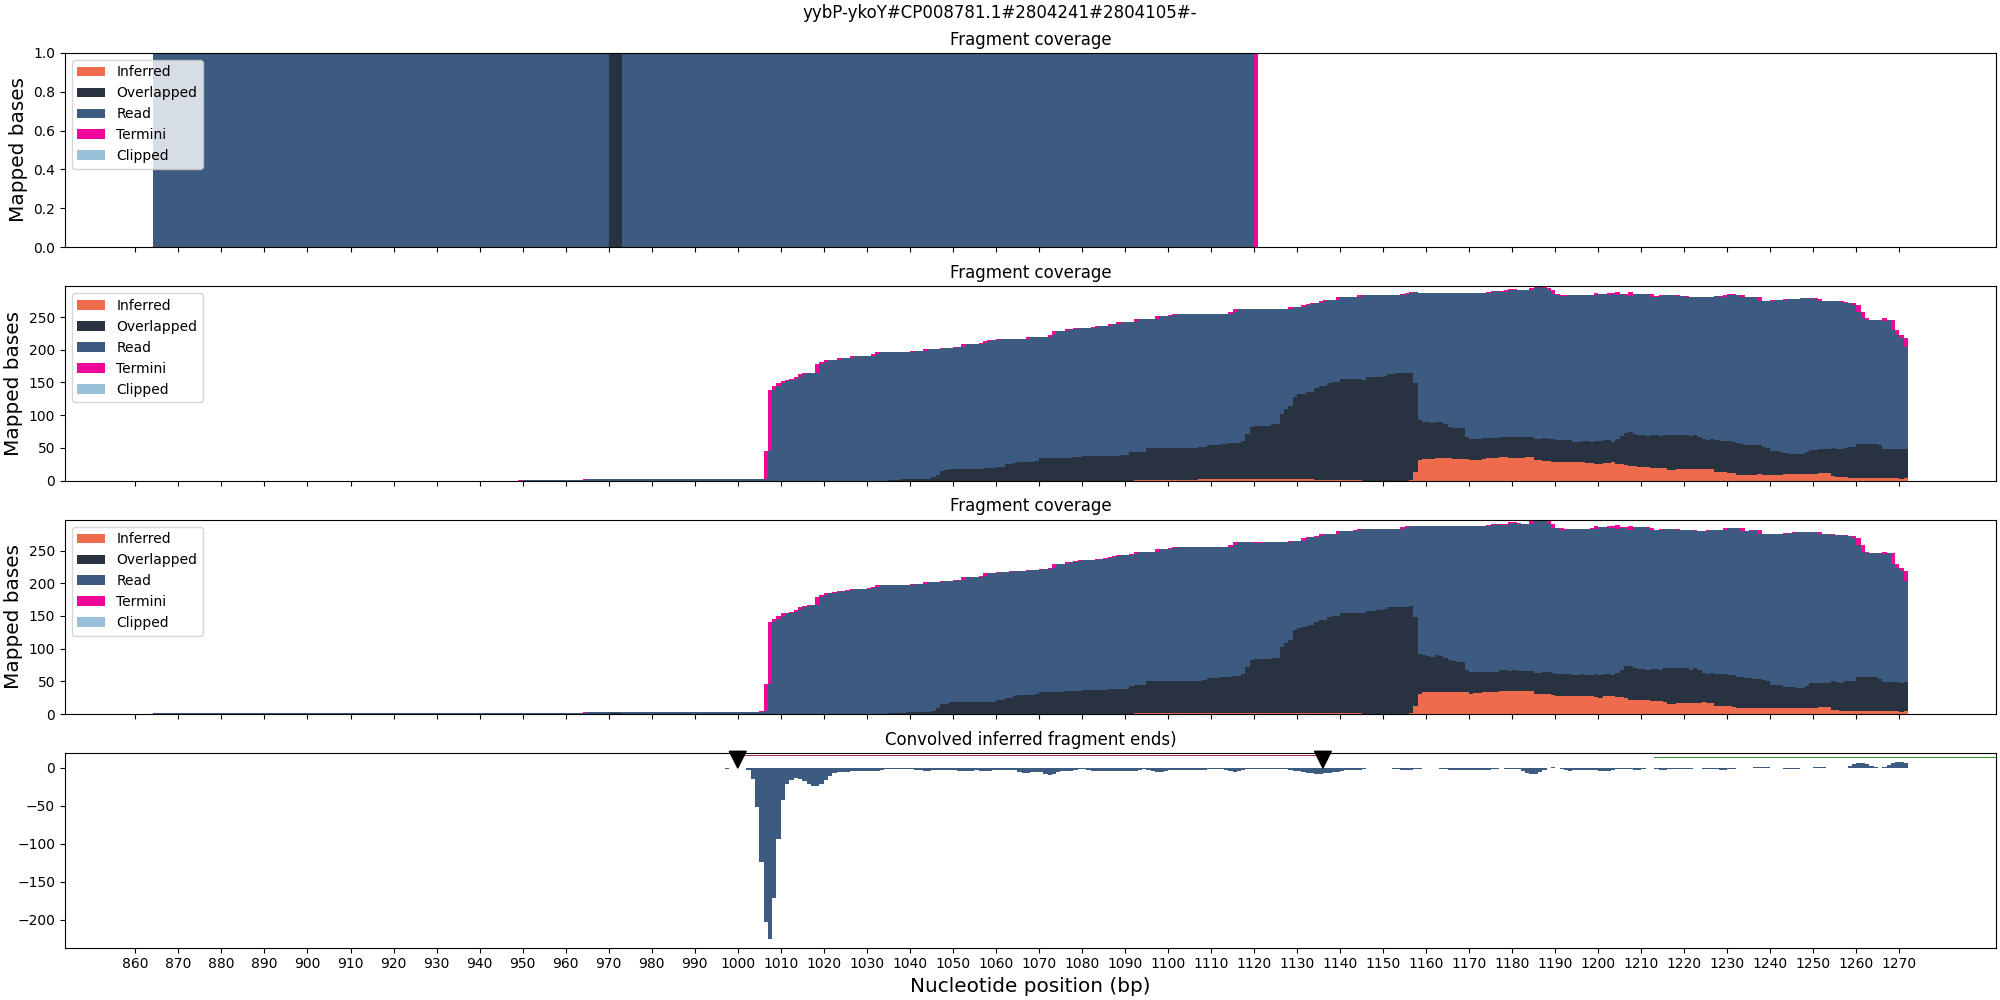 yybP-ykoY#CP008781.1#2804241#2804105#-
Fragment coverage
Mapped bases
1.0
0.8
0.6
0.4
0.2
0.0
Inferred
Overlapped
Read
Termini
Clipped
Fragment coverage
Mapped bases
250
200
150
100
50
0
Inferred
Overlapped
Read
Termini
Clipped
Fragment coverage
Mapped bases
250
200
150
100
50
0
Inferred
Overlapped
Read
Termini
Clipped
Convolved inferred fragment ends)
0
−50
−100
−150
−200
860 870 880 890 900 910 920 930 940 950 960 970 980 990 1000 1010 1020 1030 1040 1050 1060 1070 1080 1090 1100 1110 1120 1130 1140 1150 1160 1170 1180 1190 1200 1210 1220 1230 1240 1250 1260 1270
Nucleotide position (bp)